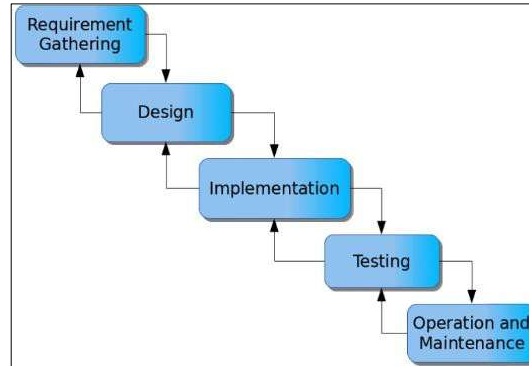 Requirement
Gathering
Design
Implementation
Testing
Operation and
Maintenance